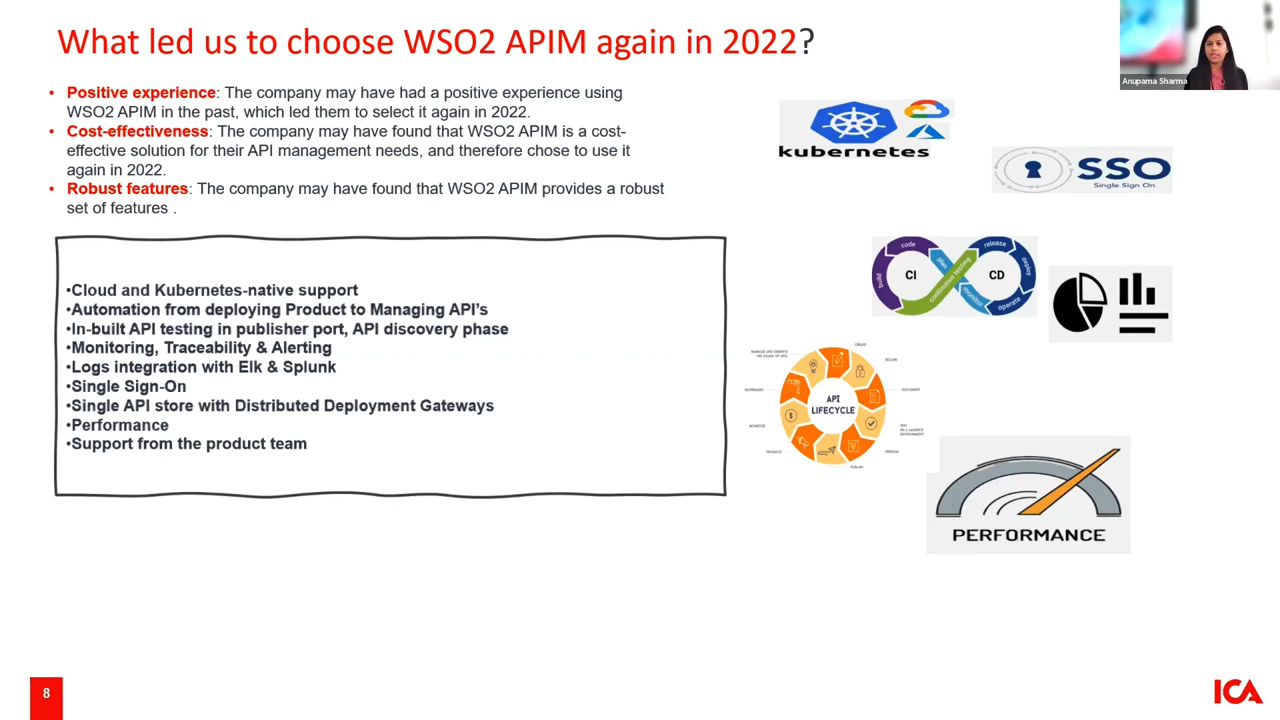 What led us to choose WSO2 APIM again in 2022?
Anupama Sharma
• Positive experience: The company may have had a positive experience using
WSO2 APIM in the past, which led them to select it again in 2022.
• Cost-effectiveness: The company may have found that WSO2 APIM is a cost-
effective solution for their API management needs, and therefore chose to use it
again in 2022.
• Robust features: The company may have found that WSO2 APIM provides a robust
set of features .
•Cloud and Kubernetes-native support
•Automation from deploying Product to Managing API’s
•In-built API testing in publisher port, API discovery phase
•Monitoring, Traceability & Alerting
•Logs integration with Elk & Splunk
•Single Sign-On
•Single API store with Distributed Deployment Gateways
•Performance
•Support from the product team
kubernetes
SSO
Single Sign On
code
build
CI
plan
continuous testing
monitor
CD
release
deploy
operate
API
LIFECYCLE
CREATE
SECURE
DOCUMENT
VERSION
PUBLISH
PROMOTE
MONETIZE
PERFORMANCE
8
ICA